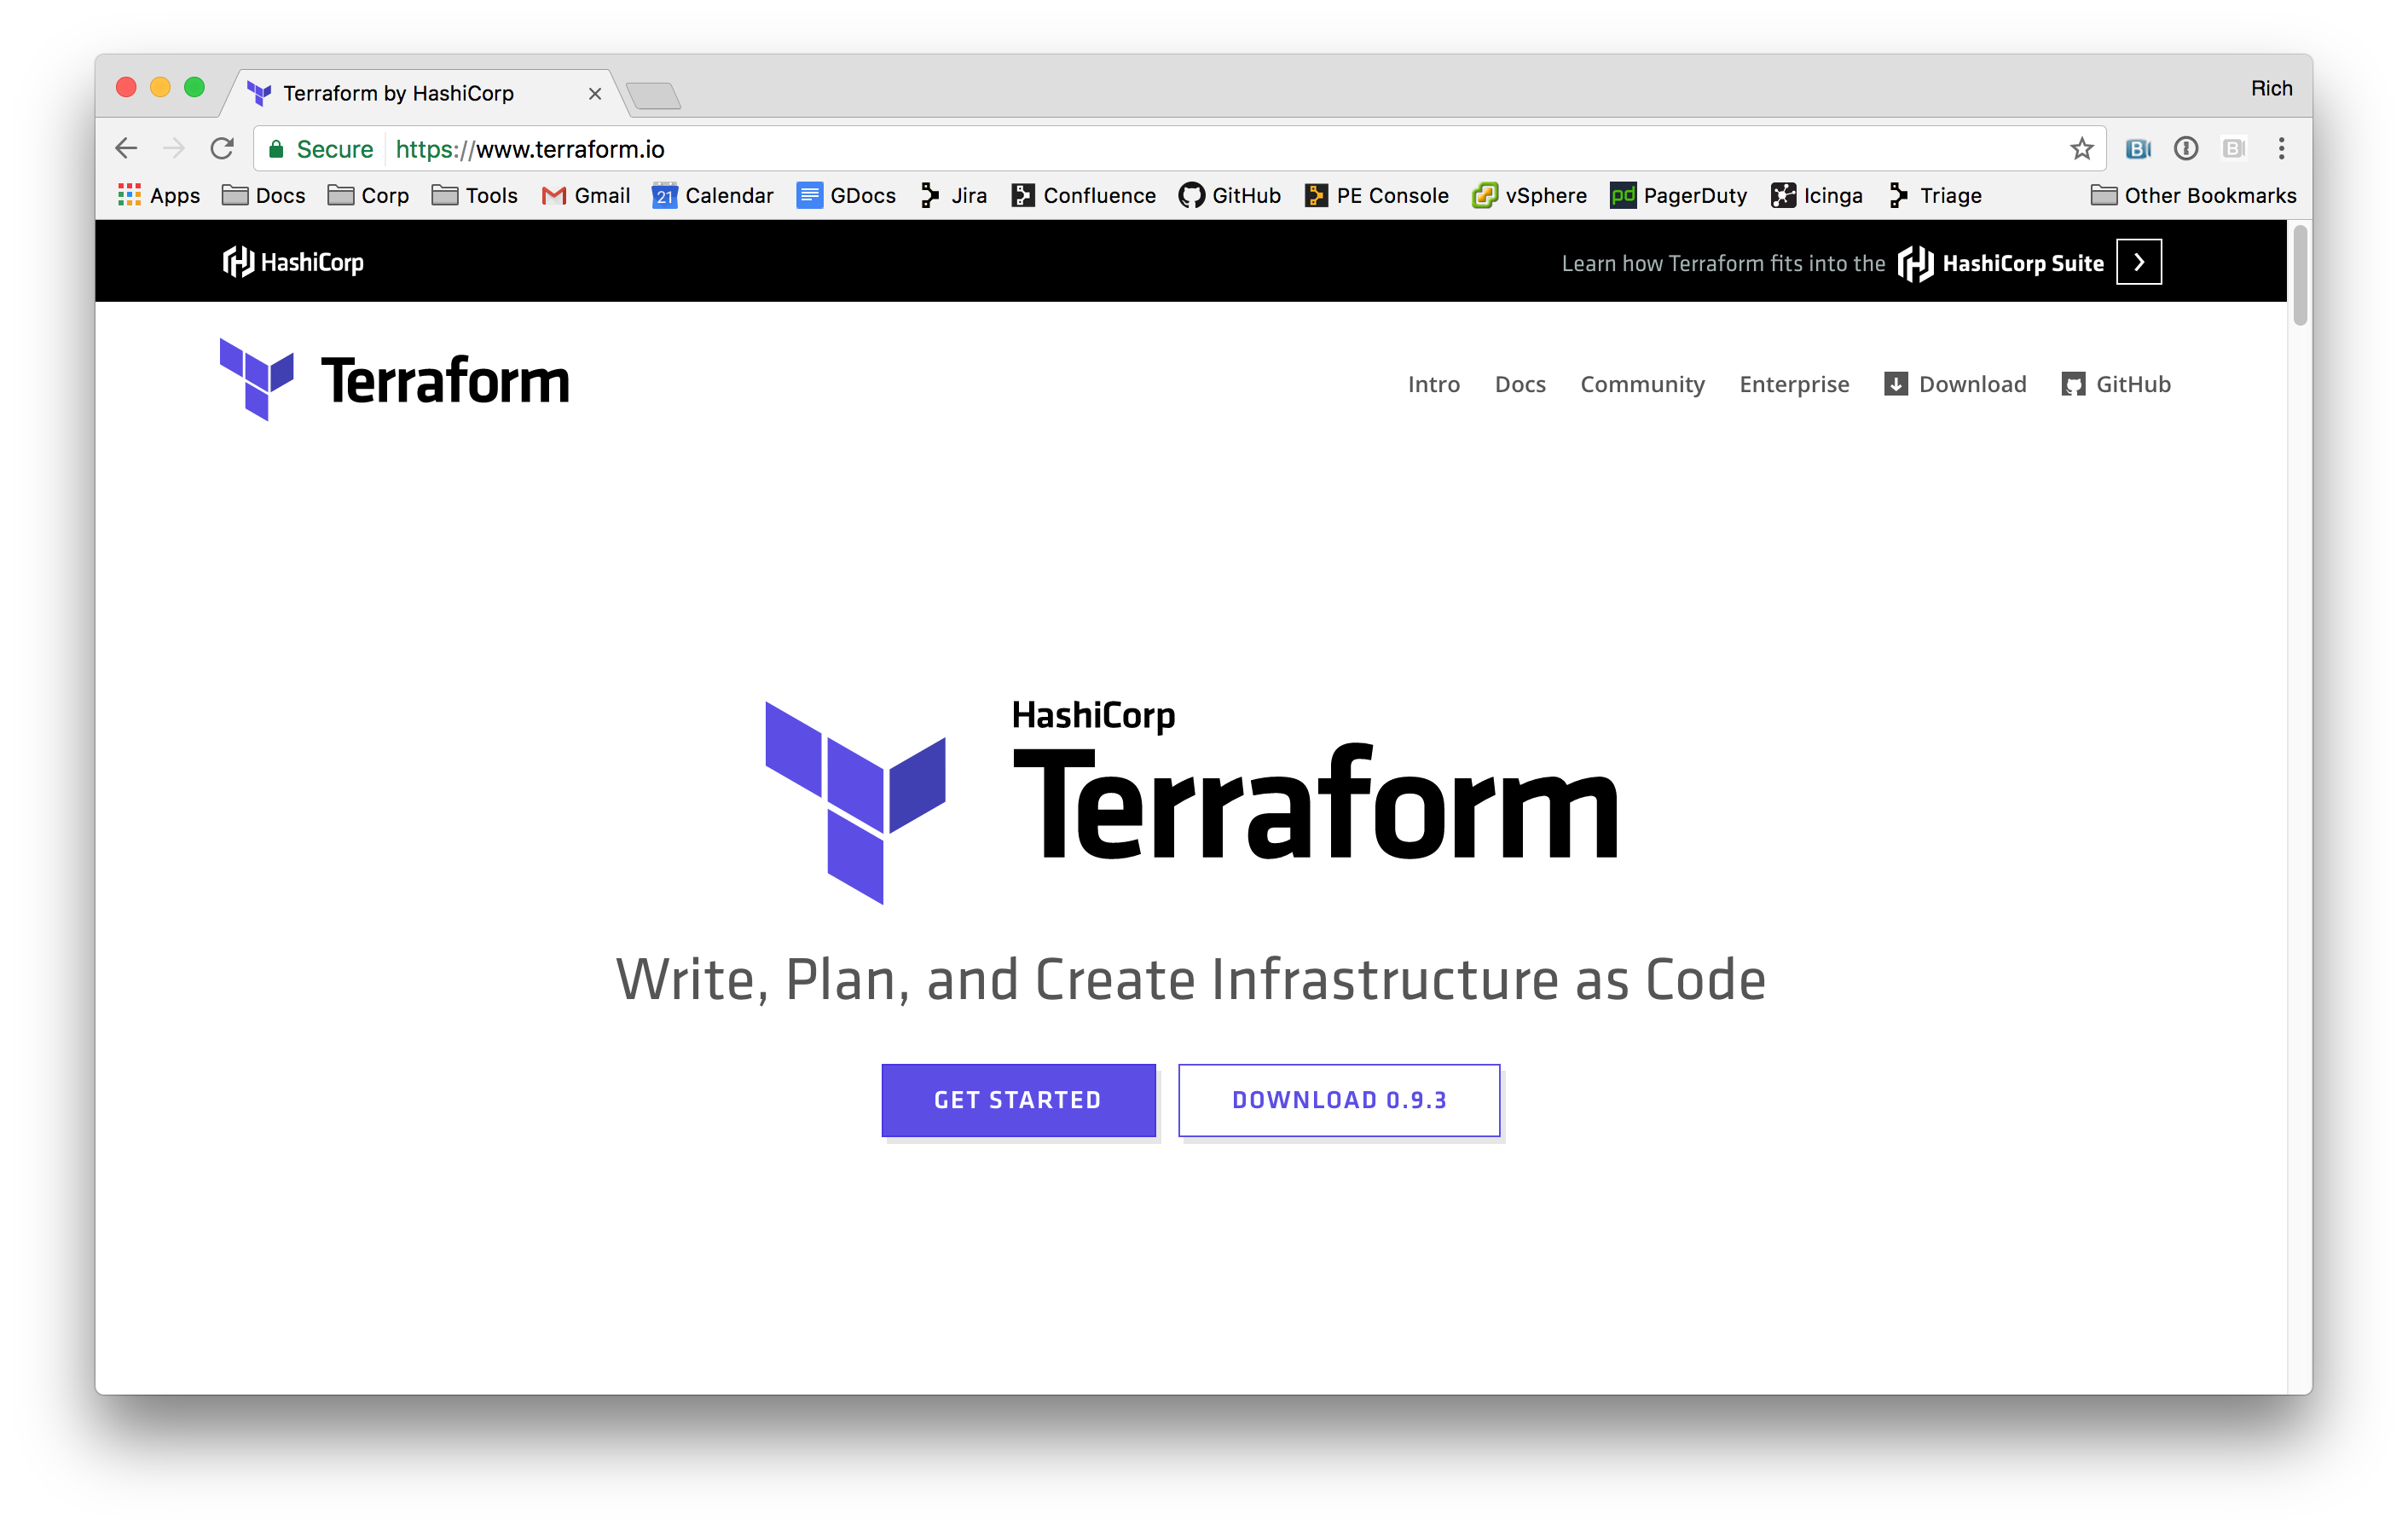 Terraform by HashiCorp
Rich
Secure https://www.terraform.io
Apps Docs Corp Tools Gmail 21 Calendar GDocs Jira Confluence GitHub PE Console vSphere pd PagerDuty Icinga Triage Other Bookmarks
HashiCorp
Learn how Terraform fits into the HashiCorp Suite
Terraform
Intro Docs Community Enterprise Download GitHub
HashiCorp
Terraform
Write, Plan, and Create Infrastructure as Code
GET STARTED
DOWNLOAD 0.9.3